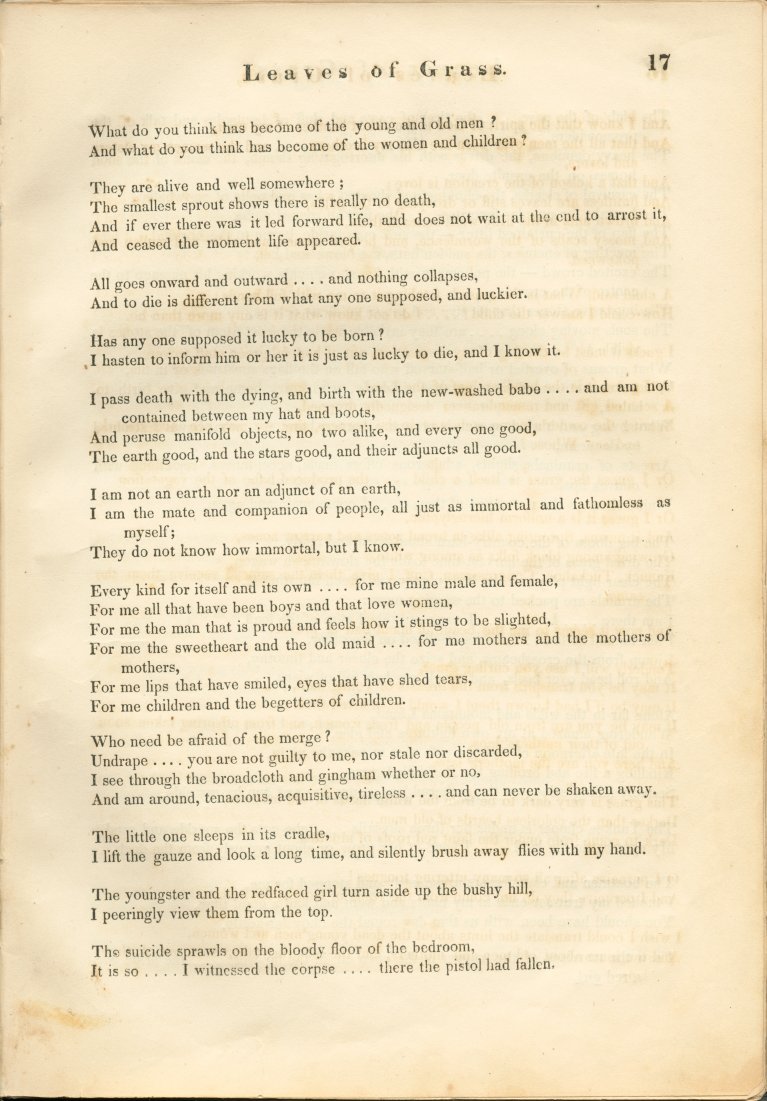 Leaves of Grass.
17
What do you think has become of the young and old men ?
And what do you think has become of the women and children ?
They are alive and well somewhere ;
The smallest sprout shows there is really no death,
And if ever there was it led forward life, and does not wait at the end to arrest it,
And ceased the moment life appeared.
All goes onward and outward . . . . and nothing collapses,
And to die is different from what any one supposed, and luckier.
Has any one supposed it lucky to be born ?
I hasten to inform him or her it is just as lucky to die, and I know it.
I pass death with the dying, and birth with the new-washed babe . . . . and am not
contained between my hat and boots,
And peruse manifold objects, no two alike, and every one good,
The earth good, and the stars good, and their adjuncts all good.
I am not an earth nor an adjunct of an earth,
I am the mate and companion of people, all just as immortal and fathomless as
myself ;
They do not know how immortal, but I know.
Every kind for itself and its own . . . . for me mine male and female,
For me all that have been boys and that love women,
For me the man that is proud and feels how it stings to be slighted,
For me the sweetheart and the old maid . . . . for me mothers and the mothers of
mothers,
For me lips that have smiled, eyes that have shed tears,
For me children and the begetters of children.
Who need be afraid of the merge ?
Undrape . . . . you are not guilty to me, nor stale nor discarded,
I see through the broadcloth and gingham whether or no,
And am around, tenacious, acquisitive, tireless . . . . and can never be shaken away.
The little one sleeps in its cradle,
I lift the gauze and look a long time, and silently brush away flies with my hand.
The youngster and the redfaced girl turn aside up the bushy hill,
I peeringly view them from the top.
The suicide sprawls on the bloody floor of the bedroom,
It is so . . . . I witnessed the corpse . . . . there the pistol had fallen.